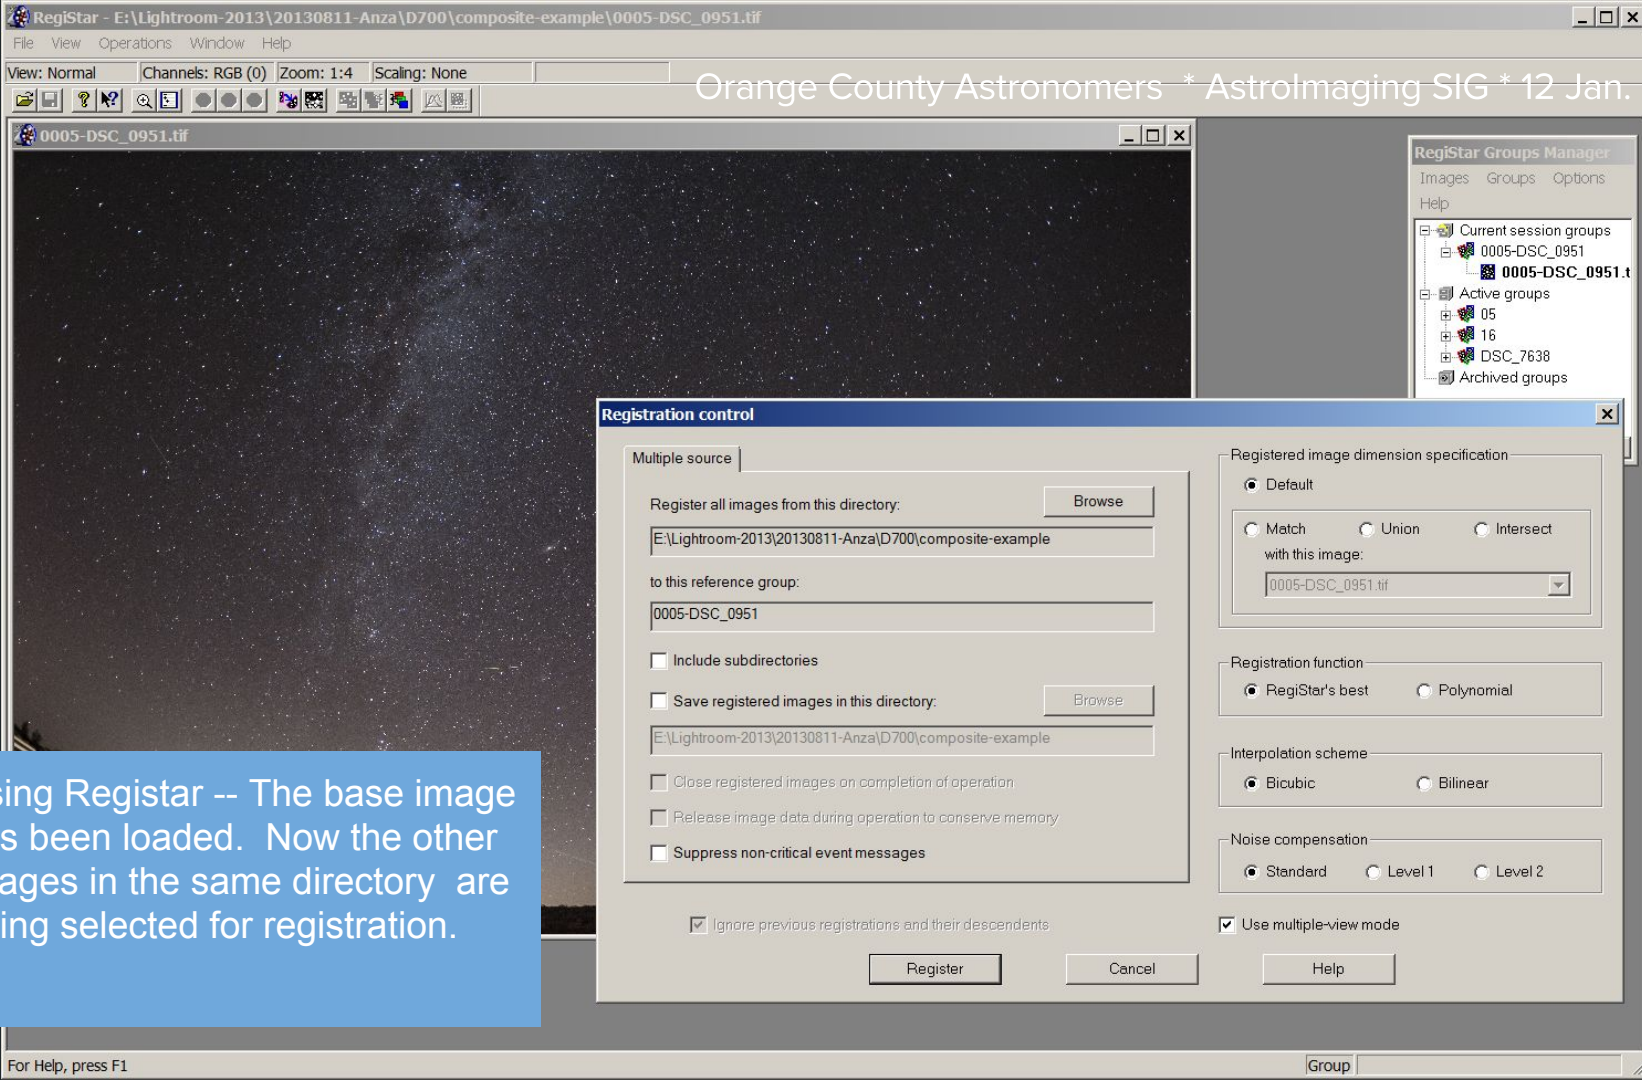 RegiStar - E:\Lightroom-2013\20130811-Anza\D700\composite-example\0005-DSC_0951.tif
File View Operations Window Help
View: Normal Channels: RGB (0) Zoom: 1:4 Scaling: None
Orange County Astronomers * AstroImaging SIG * 12 Jan.
0005-DSC_0951.tif
RegiStar Groups Manager
Images Groups Options
Help
Current session groups
0005-DSC_0951
0005-DSC_0951.t
Active groups
05
16
DSC_7638
Archived groups
Registration control
Multiple source
Register all images from this directory:
Browse
E:\Lightroom-2013\20130811-Anza\D700\composite-example
to this reference group:
0005-DSC_0951
Include subdirectories
Save registered images in this directory:
Browse
E:\Lightroom-2013\20130811-Anza\D700\composite-example
Close registered images on completion of operation
Release image data during operation to conserve memory
Suppress non-critical event messages
Ignore previous registrations and their descendents
Registered image dimension specification
Default
Match Union Intersect
with this image:
0005-DSC_0951.tif
Registration function
RegiStar's best Polynomial
Interpolation scheme
Bicubic Bilinear
Noise compensation
Standard Level 1 Level 2
Use multiple-view mode
Register Cancel Help
sing Registar -- The base image
s been loaded. Now the other
ages in the same directory are
ing selected for registration.
For Help, press F1
Group